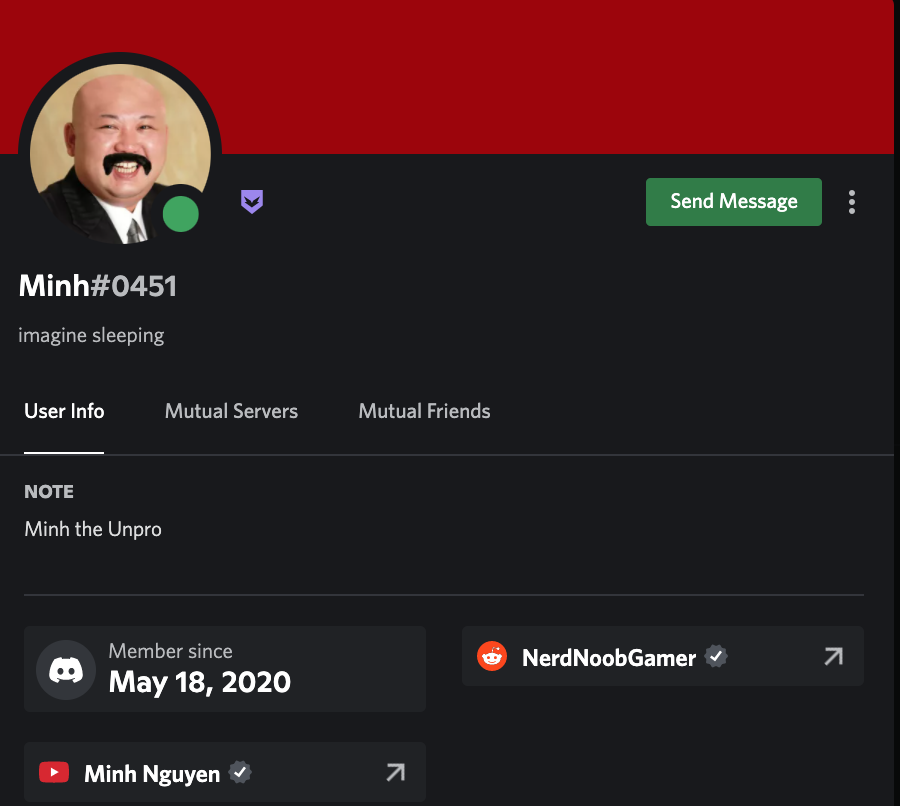 Send Message
Minh#0451
imagine sleeping
User Info
Mutual Servers
Mutual Friends
NOTE
Minh the Unpro
Member since
May 18, 2020
NerdNoobGamer
Minh Nguyen